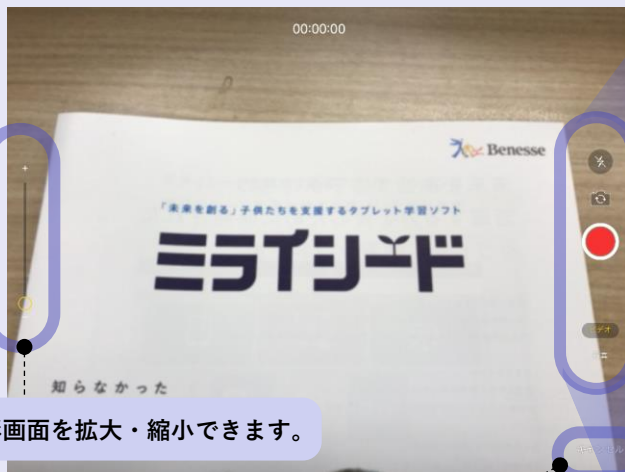 00:00:00
Benesse
「未来を創る」子供たちを支援するタブレット学習ソフト
ミライシード
ビデオ
知らなかった
画面を拡大・縮小できます。